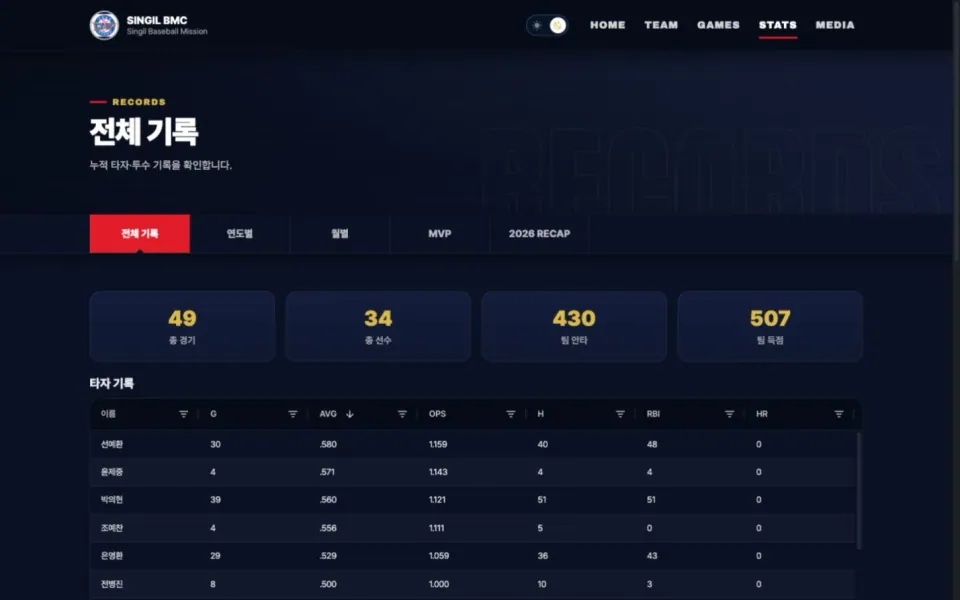 SINGIL BMC
Singil Baseball Mission
HOME TEAM GAMES STATS MEDIA
RECORDS
전체 기록
누적 타자·투수 기록을 확인합니다.
RECORDS
전체 기록 연도별 월별 MVP 2026 RECAP
49 34 430 507
총 경기 총 선수 팀 안타 팀 득점
타자 기록
이름 G AVG OPS H RBI HR
선예환 30 .580 1.159 40 48 0
윤제중 4 .571 1.143 4 4 0
박의현 39 .560 1.121 51 51 0
조예찬 4 .556 1.111 5 0 0
은영환 29 .529 1.059 36 43 0
전병진 8 .500 1.000 10 3 0